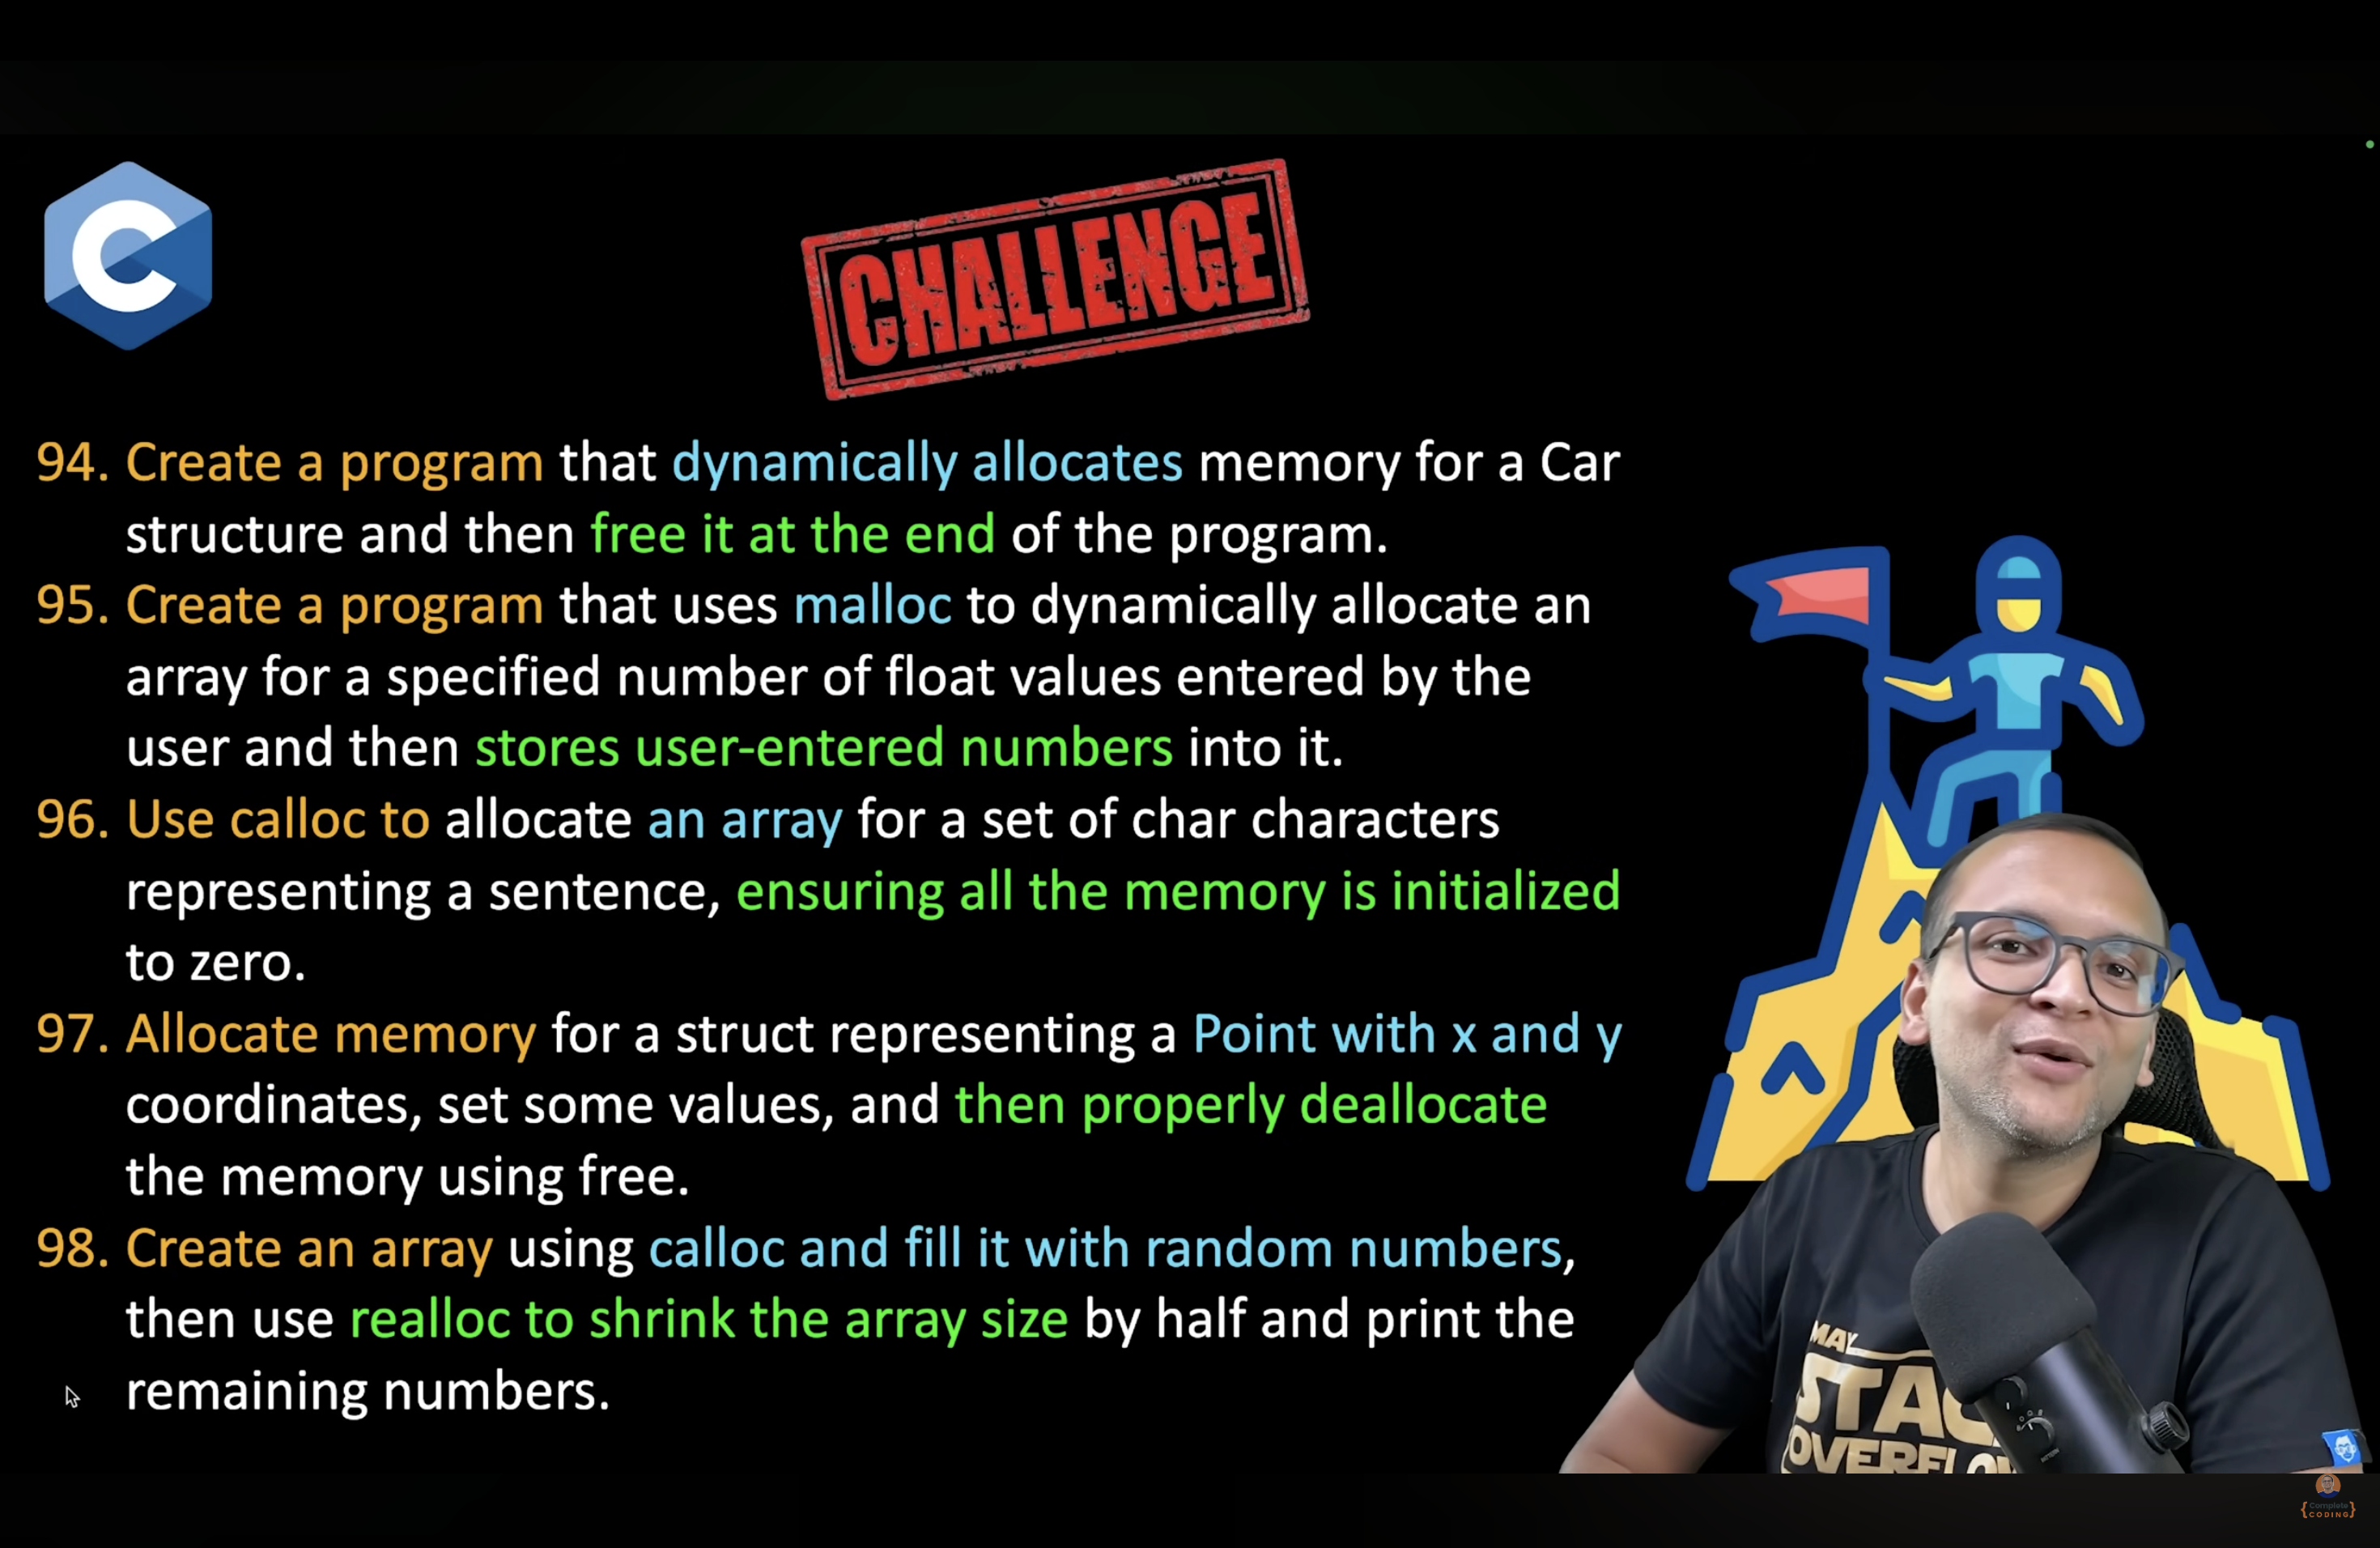 CHALLENGE
94. Create a program that dynamically allocates memory for a Car
structure and then free it at the end of the program.
95. Create a program that uses malloc to dynamically allocate an
array for a specified number of float values entered by the
user and then stores user-entered numbers into it.
96. Use calloc to allocate an array for a set of char characters
representing a sentence, ensuring all the memory is initialized
to zero.
97. Allocate memory for a struct representing a Point with x and y
coordinates, set some values, and then properly deallocate
the memory using free.
98. Create an array using calloc and fill it with random numbers,
then use realloc to shrink the array size by half and print the
remaining numbers.
C
MAY
STAC
OVERFLO
{Complete
CODING}